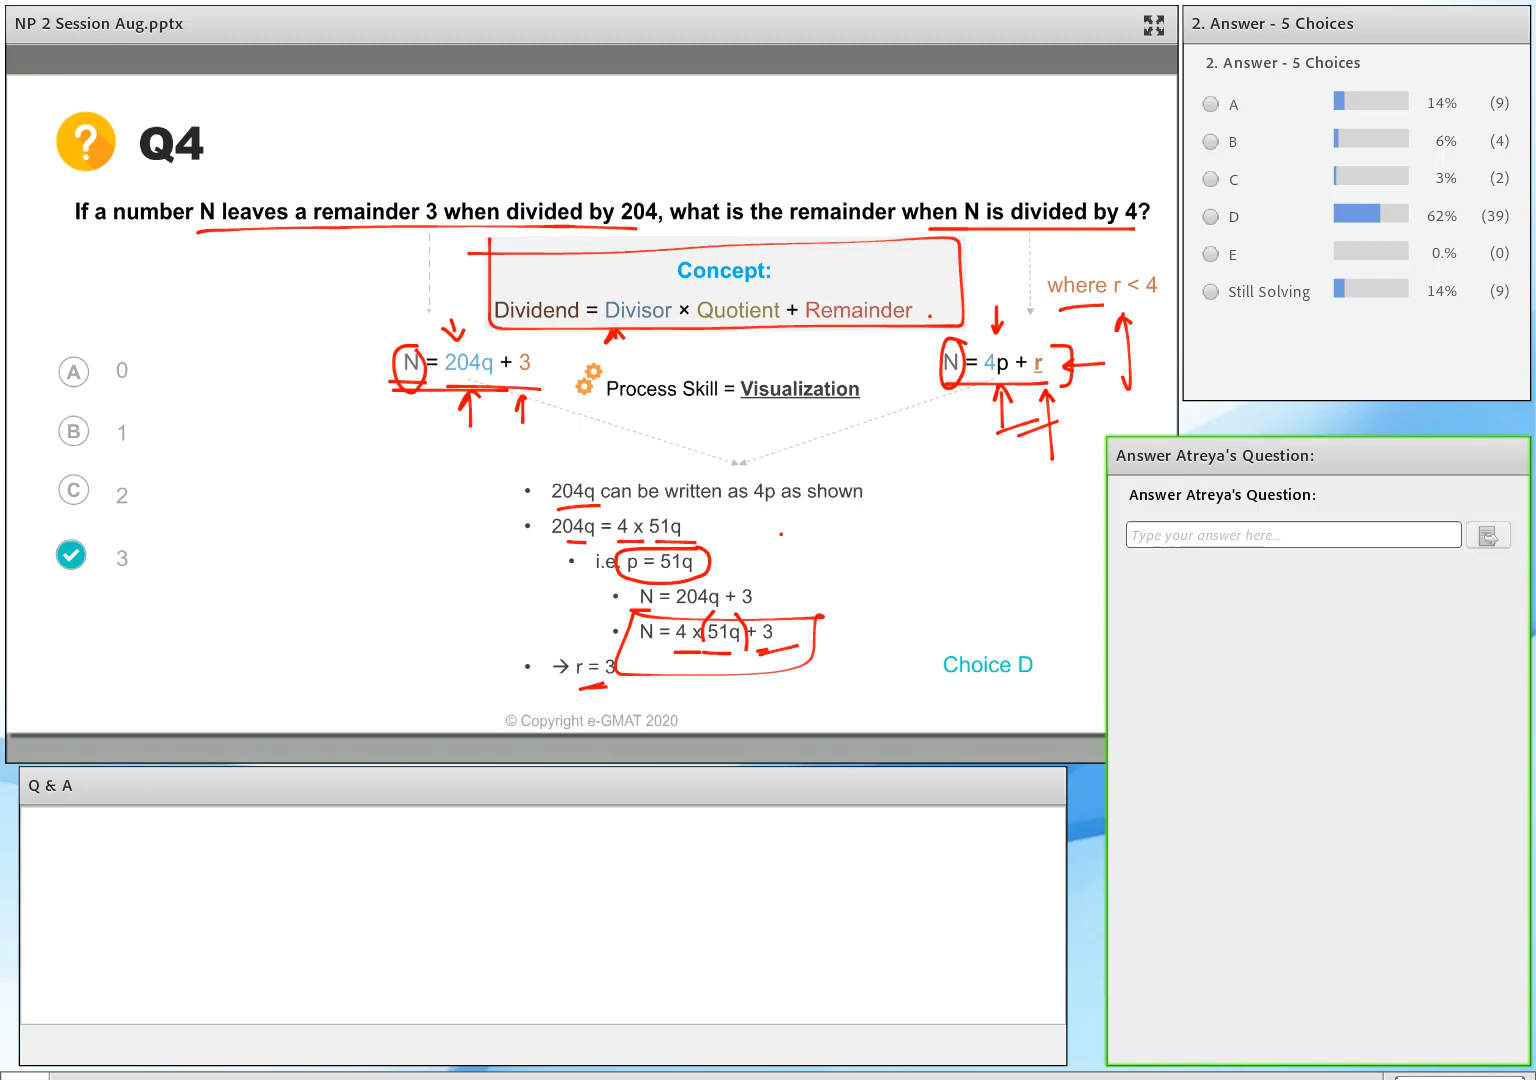 NP 2 Session Aug.pptx
Q4
If a number N leaves a remainder 3 when divided by 204, what is the remainder when N is divided by 4?
Concept:
Dividend = Divisor × Quotient + Remainder
where r < 4
N = 204q + 3
N = 4p + r
Process Skill = Visualization
A 0
B 1
C 2
3
• 204q can be written as 4p as shown
• 204q = 4 x 51q
• i.e. p = 51q
• N = 204q + 3
• N = 4 x 51q + 3
• → r = 3
Choice D
© Copyright e-GMAT 2020
2. Answer - 5 Choices
2. Answer - 5 Choices
A 14% (9)
B 6% (4)
C 3% (2)
D 62% (39)
E 0.% (0)
Still Solving 14% (9)
Answer Atreya's Question:
Answer Atreya's Question:
Type your answer here...
Q & A